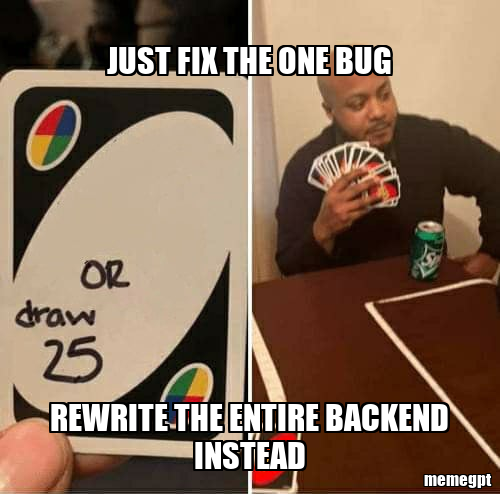 JUST FIX THE ONE BUG
OR
draw
25
REWRITE THE ENTIRE BACKEND
INSTEAD
memegpt